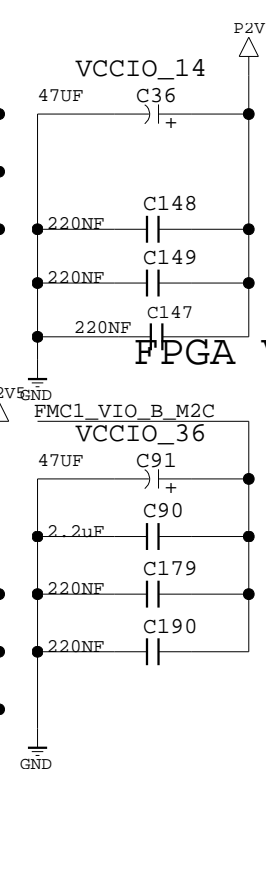 P2V
VCCIO_14
47UF C36
+
C148
220NF
C149
220NF
C147
220NF
FPGA V
2V5
GND
FMC1_VIO_B_M2C
VCCIO_36
47UF C91
+
C90
2.2uF
C179
220NF
C190
220NF
GND